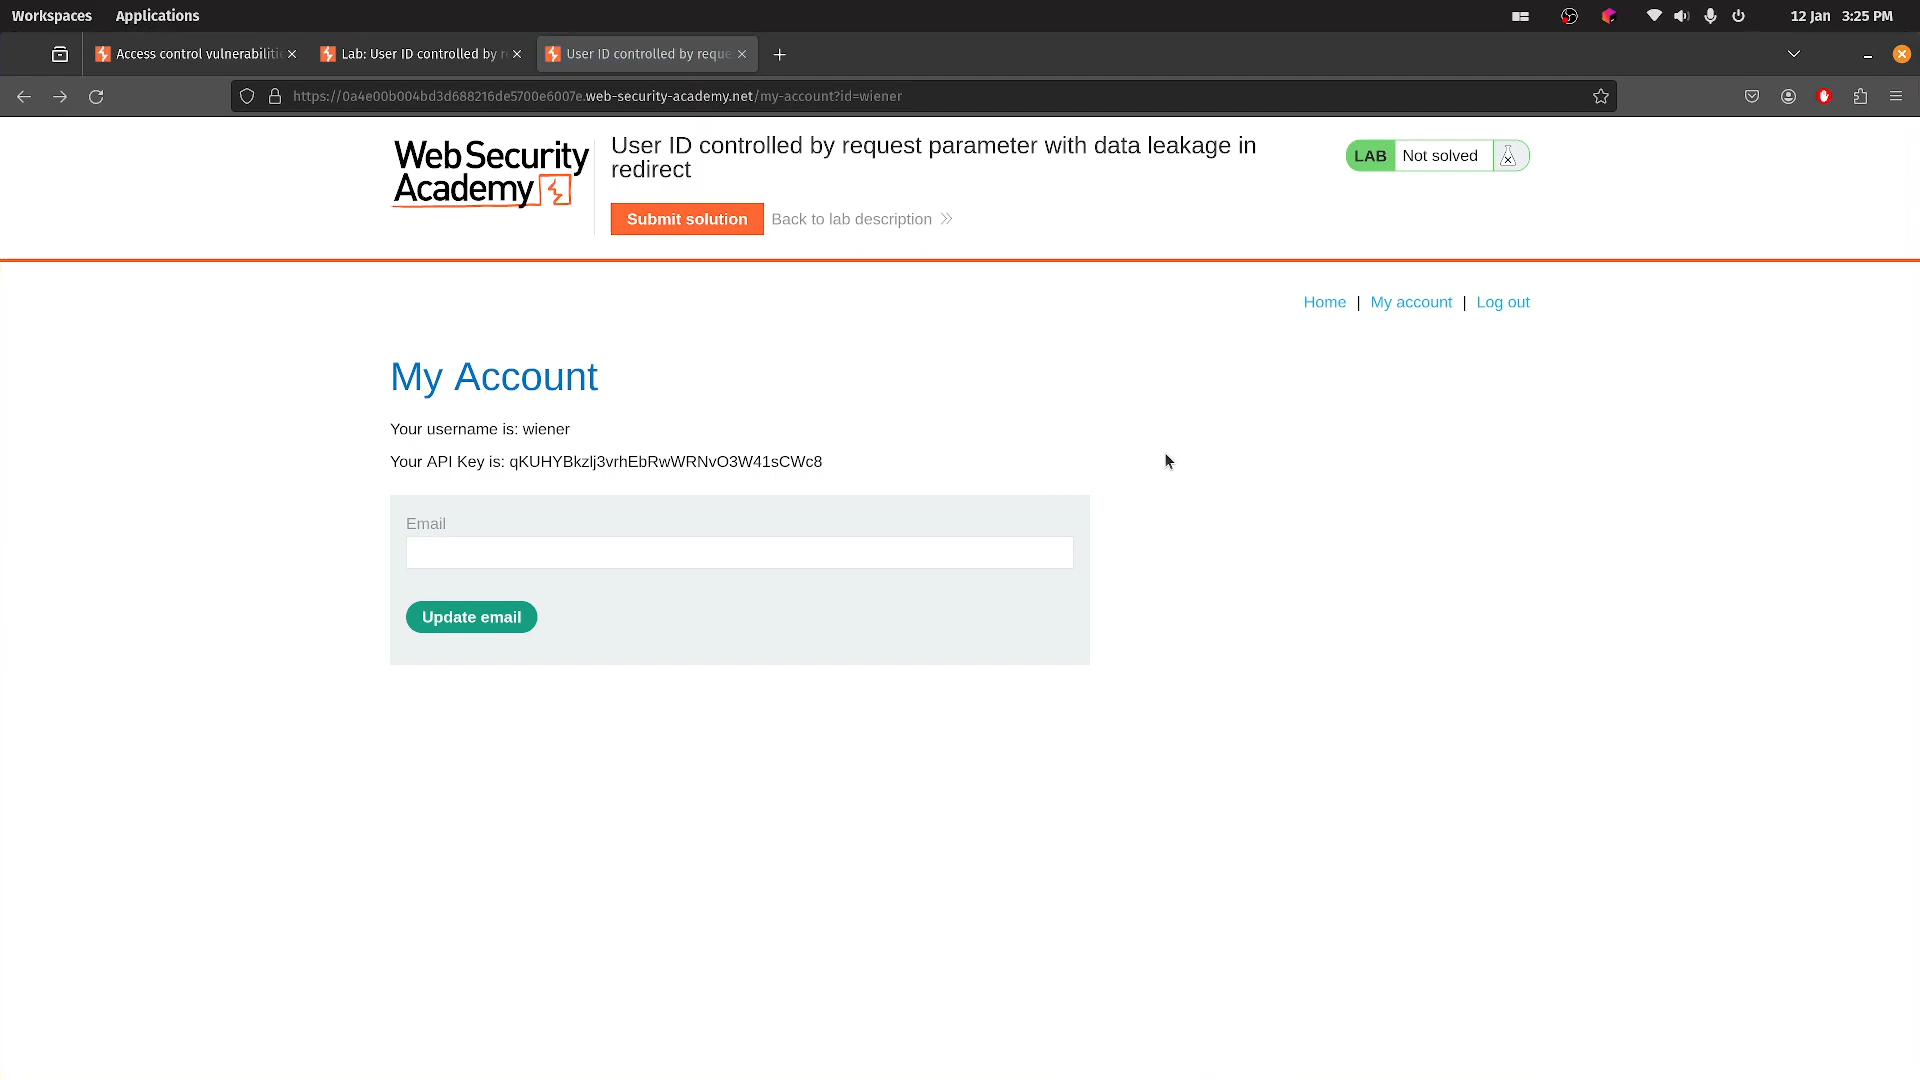 Workspaces Applications 12 Jan 3:25 PM
Access control vulnerabilitie Lab: User ID controlled by re User ID controlled by reque
https://0a4e00b004bd3d688216de5700e6007e.web-security-academy.net/my-account?id=wiener
WebSecurity
Academy
User ID controlled by request parameter with data leakage in
redirect
LAB Not solved
Submit solution Back to lab description
Home | My account | Log out
My Account
Your username is: wiener
Your API Key is: qKUHYBkzlj3vrhEbRwWRNvO3W41sCWc8
Email
Update email